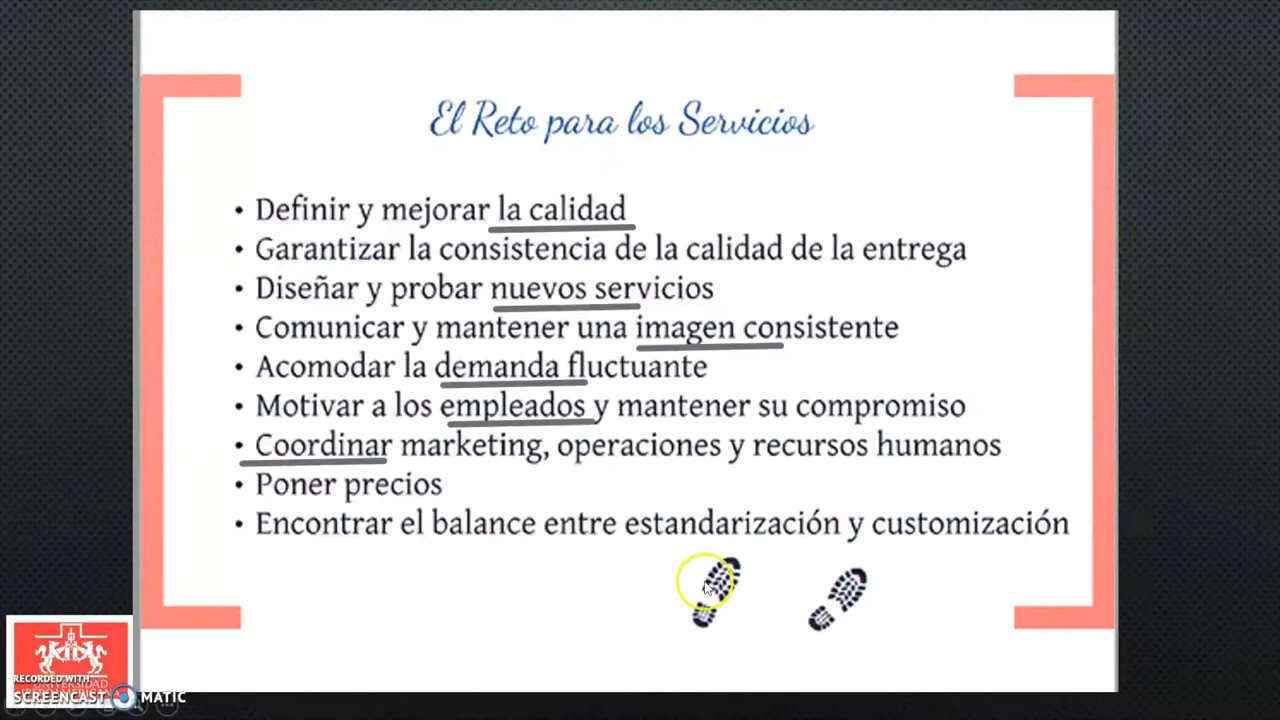 El Reto para los Servicios
• Definir y mejorar la calidad
• Garantizar la consistencia de la calidad de la entrega
• Diseñar y probar nuevos servicios
• Comunicar y mantener una imagen consistente
• Acomodar la demanda fluctuante
• Motivar a los empleados y mantener su compromiso
• Coordinar marketing, operaciones y recursos humanos
• Poner precios
• Encontrar el balance entre estandarización y customización
RECORDED WITH
UNIVERSIDAD
IBEROAMERICANA
SCREENCAST MATIC